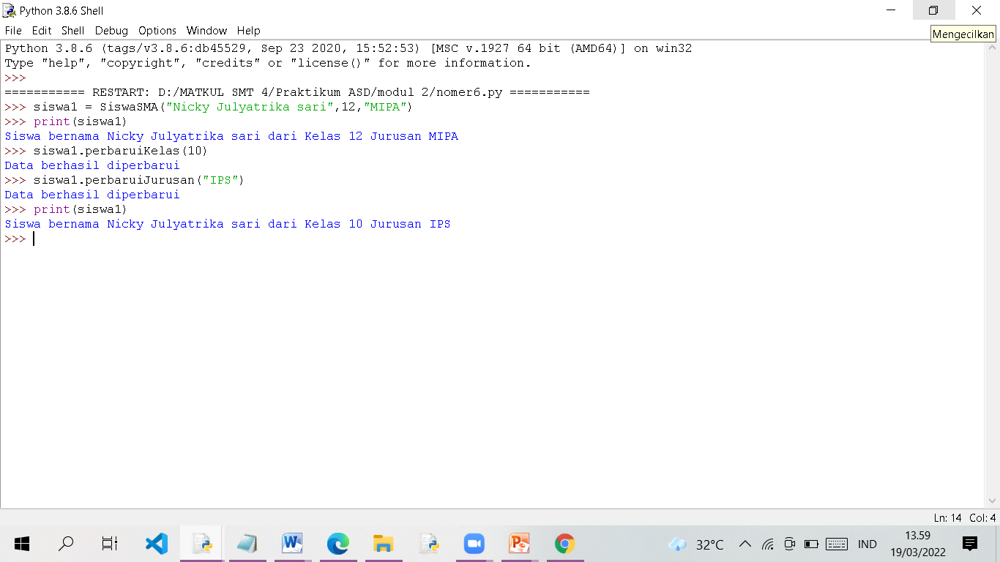 Python 3.8.6 Shell
File Edit Shell Debug Options Window Help
Mengecilkan
Python 3.8.6 (tags/v3.8.6:db45529, Sep 23 2020, 15:52:53) [MSC v.1927 64 bit (AMD64)] on win32
Type "help", "copyright", "credits" or "license()" for more information.
>>>
=========== RESTART: D:/MATKUL SMT 4/Praktikum ASD/modul 2/nomer6.py ===========
>>> siswa1 = SiswaSMA("Nicky Julyatrika sari",12,"MIPA")
>>> print(siswa1)
Siswa bernama Nicky Julyatrika sari dari Kelas 12 Jurusan MIPA
>>> siswa1.perbaruiKelas(10)
Data berhasil diperbarui
>>> siswa1.perbaruiJurusan("IPS")
Data berhasil diperbarui
>>> print(siswa1)
Siswa bernama Nicky Julyatrika sari dari Kelas 10 Jurusan IPS
>>>
Ln: 14 Col: 4
32°C IND 13.59
19/03/2022